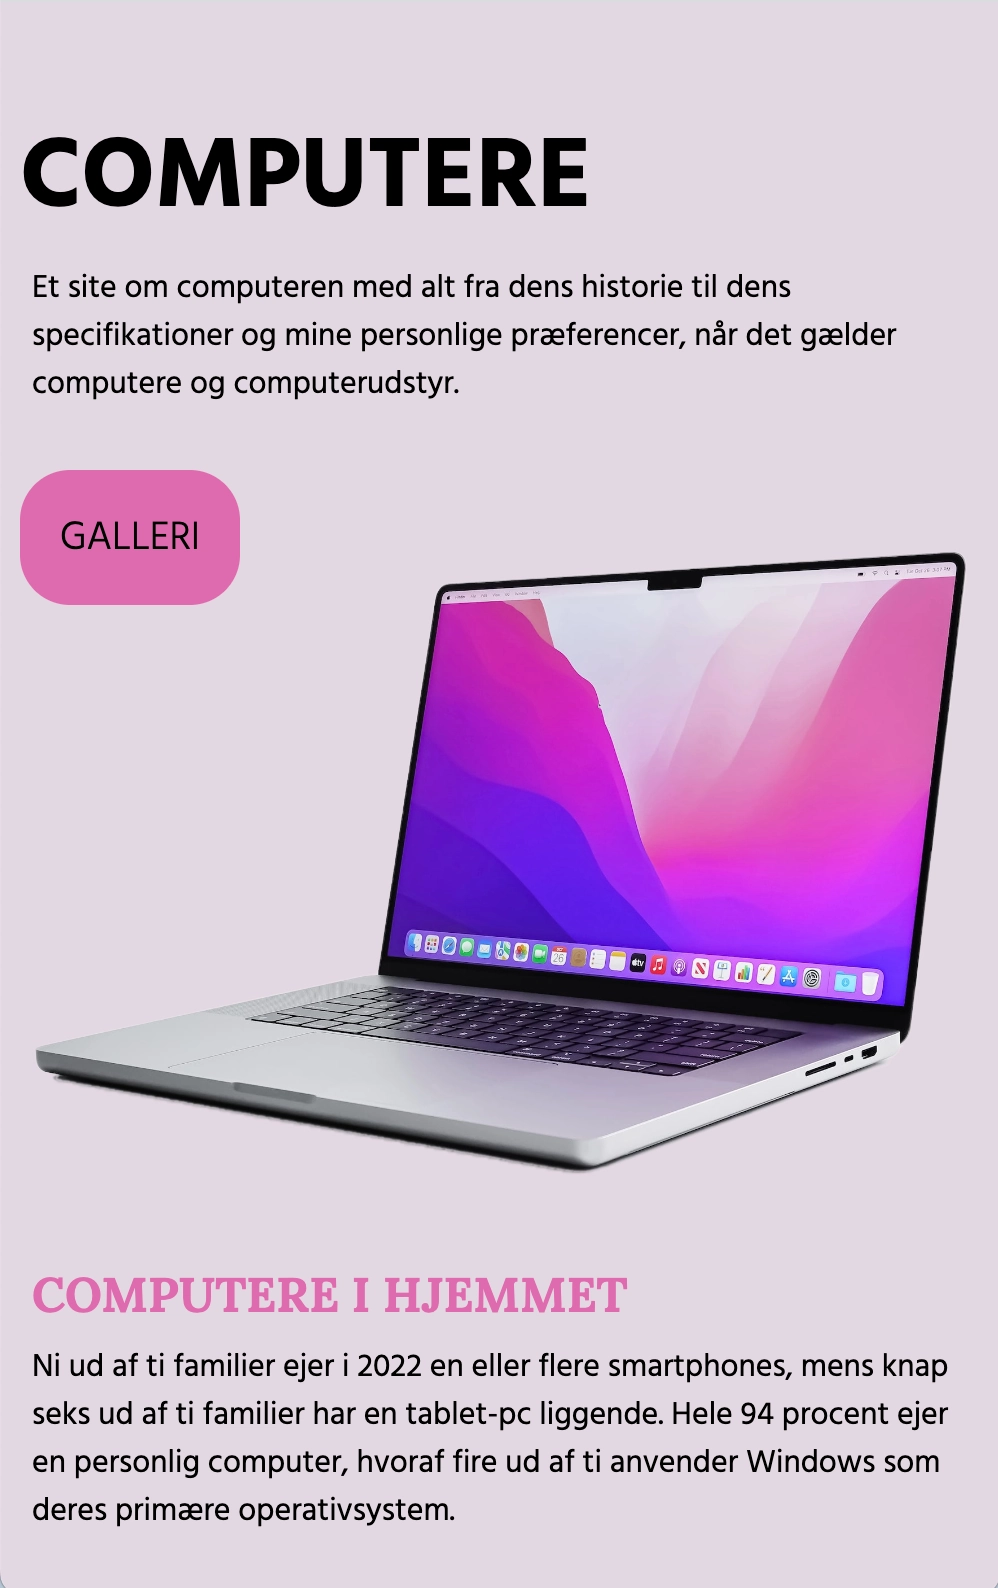 COMPUTERE
Et site om computeren med alt fra dens historie til dens
specifikationer og mine personlige præferencer, når det gælder
computere og computerudstyr.
GALLERI
COMPUTERE I HJEMMET
Ni ud af ti familier ejer i 2022 en eller flere smartphones, mens knap
seks ud af ti familier har en tablet-pc liggende. Hele 94 procent ejer
en personlig computer, hvoraf fire ud af ti anvender Windows som
deres primære operativsystem.